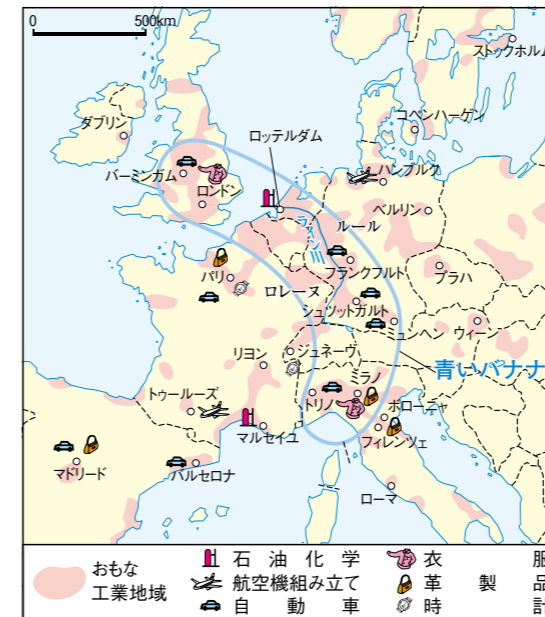 0 500km
ストックホルム
コペンハーゲン
ダブリン
ロッテルダム
バーミンガム
ロンドン
ハンブルク
ベルリン
ルール
ライン川
フランクフルト
プラハ
パリ
ロレーヌ
シュツットガルト
ミュンヘン
ウィーン
リヨン
ジュネーヴ
青いバナナ
トゥールーズ
トリノ
ミラノ
ボローニャ
マルセイユ
フィレンツェ
マドリード
バルセロナ
ローマ
おもな
工業地域
石油化学
航空機組み立て
自動車
衣服
革製品
時計